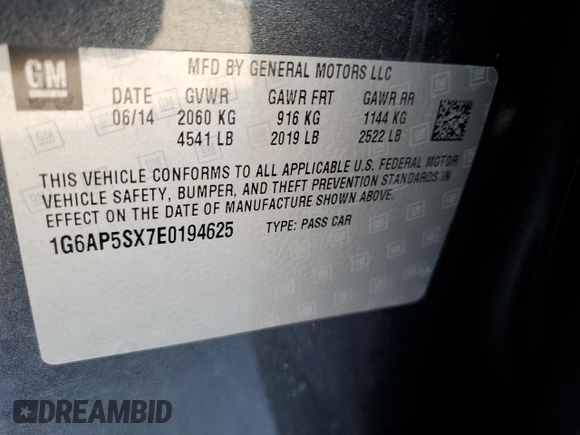 GM
MFD BY GENERAL MOTORS LLC
DATE GVWR GAWR FRT GAWR RR
06/14 2060 KG 916 KG 1144 KG
4541 LB 2019 LB 2522 LB
THIS VEHICLE CONFORMS TO ALL APPLICABLE U.S. FEDERAL MOTOR
VEHICLE SAFETY, BUMPER, AND THEFT PREVENTION STANDARDS IN
EFFECT ON THE DATE OF MANUFACTURE SHOWN ABOVE.
1G6AP5SX7E0194625 TYPE: PASS CAR
DREAMBID